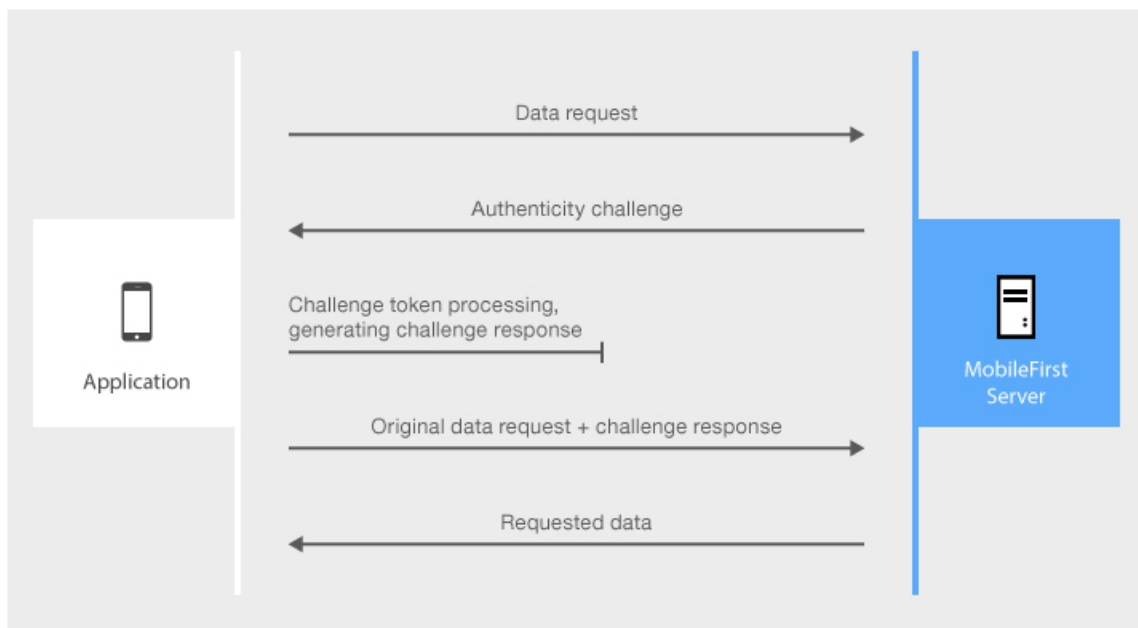 Data request
Authenticity challenge
Challenge token processing,
generating challenge response
Application
MobileFirst
Server
Original data request + challenge response
Requested data